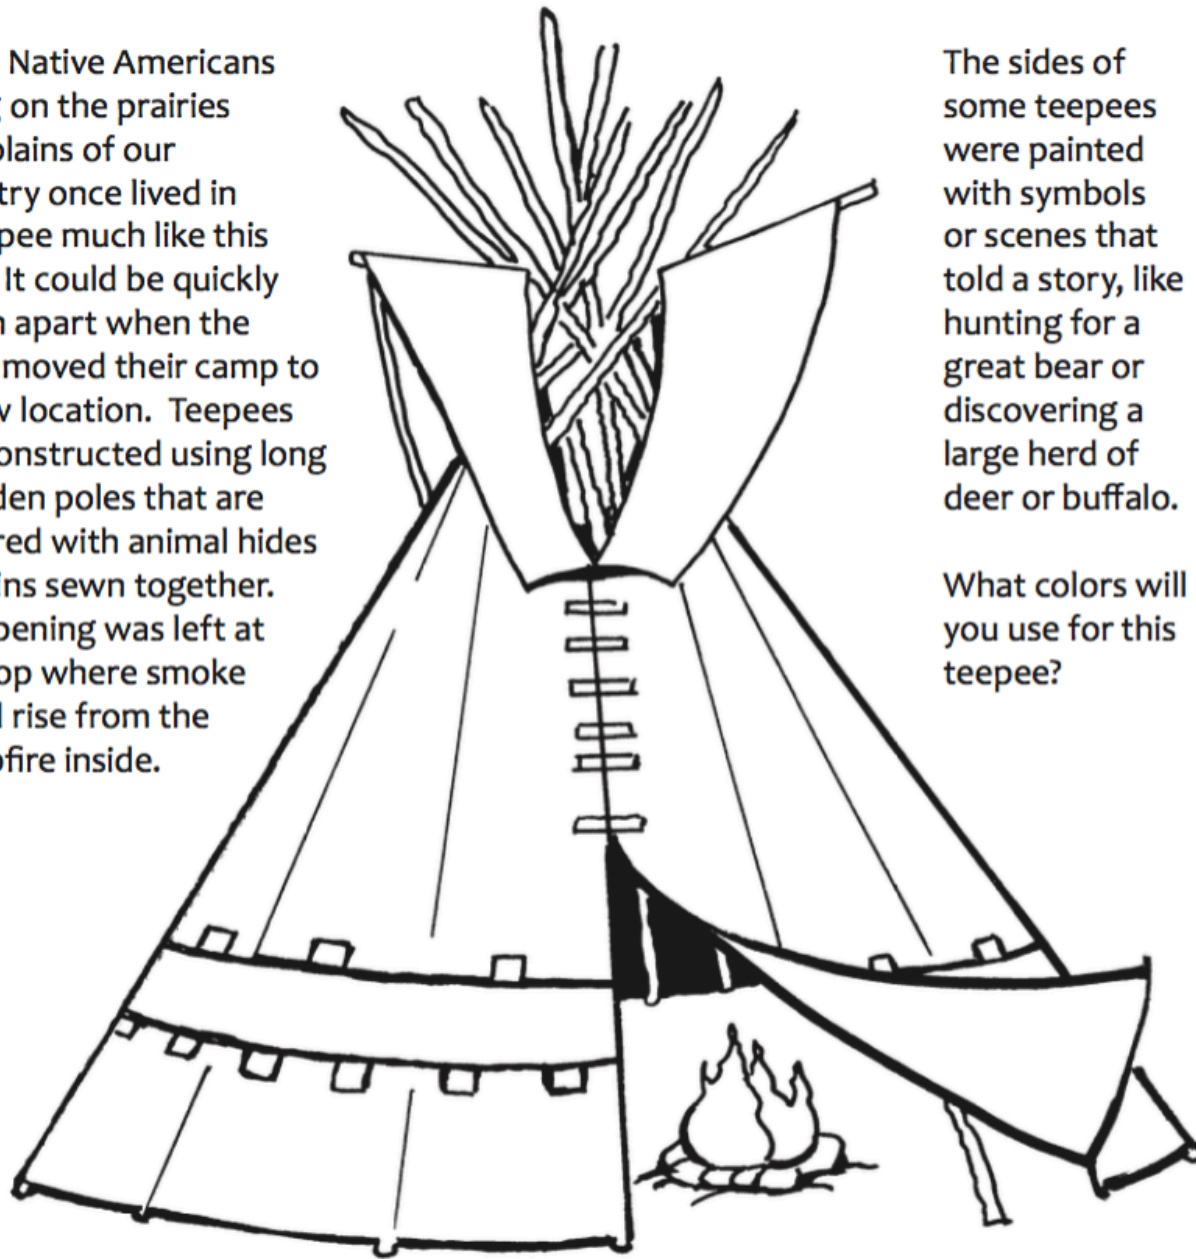 Native Americans
on the prairies
plains of our
try once lived in
pee much like this
It could be quickly
apart when the
moved their camp to
w location. Teepees
onstructed using long
den poles that are
red with animal hides
ins sewn together.
pening was left at
op where smoke
rise from the
fire inside.
The sides of
some teepees
were painted
with symbols
or scenes that
told a story, like
hunting for a
great bear or
discovering a
large herd of
deer or buffalo.
What colors will
you use for this
teepee?